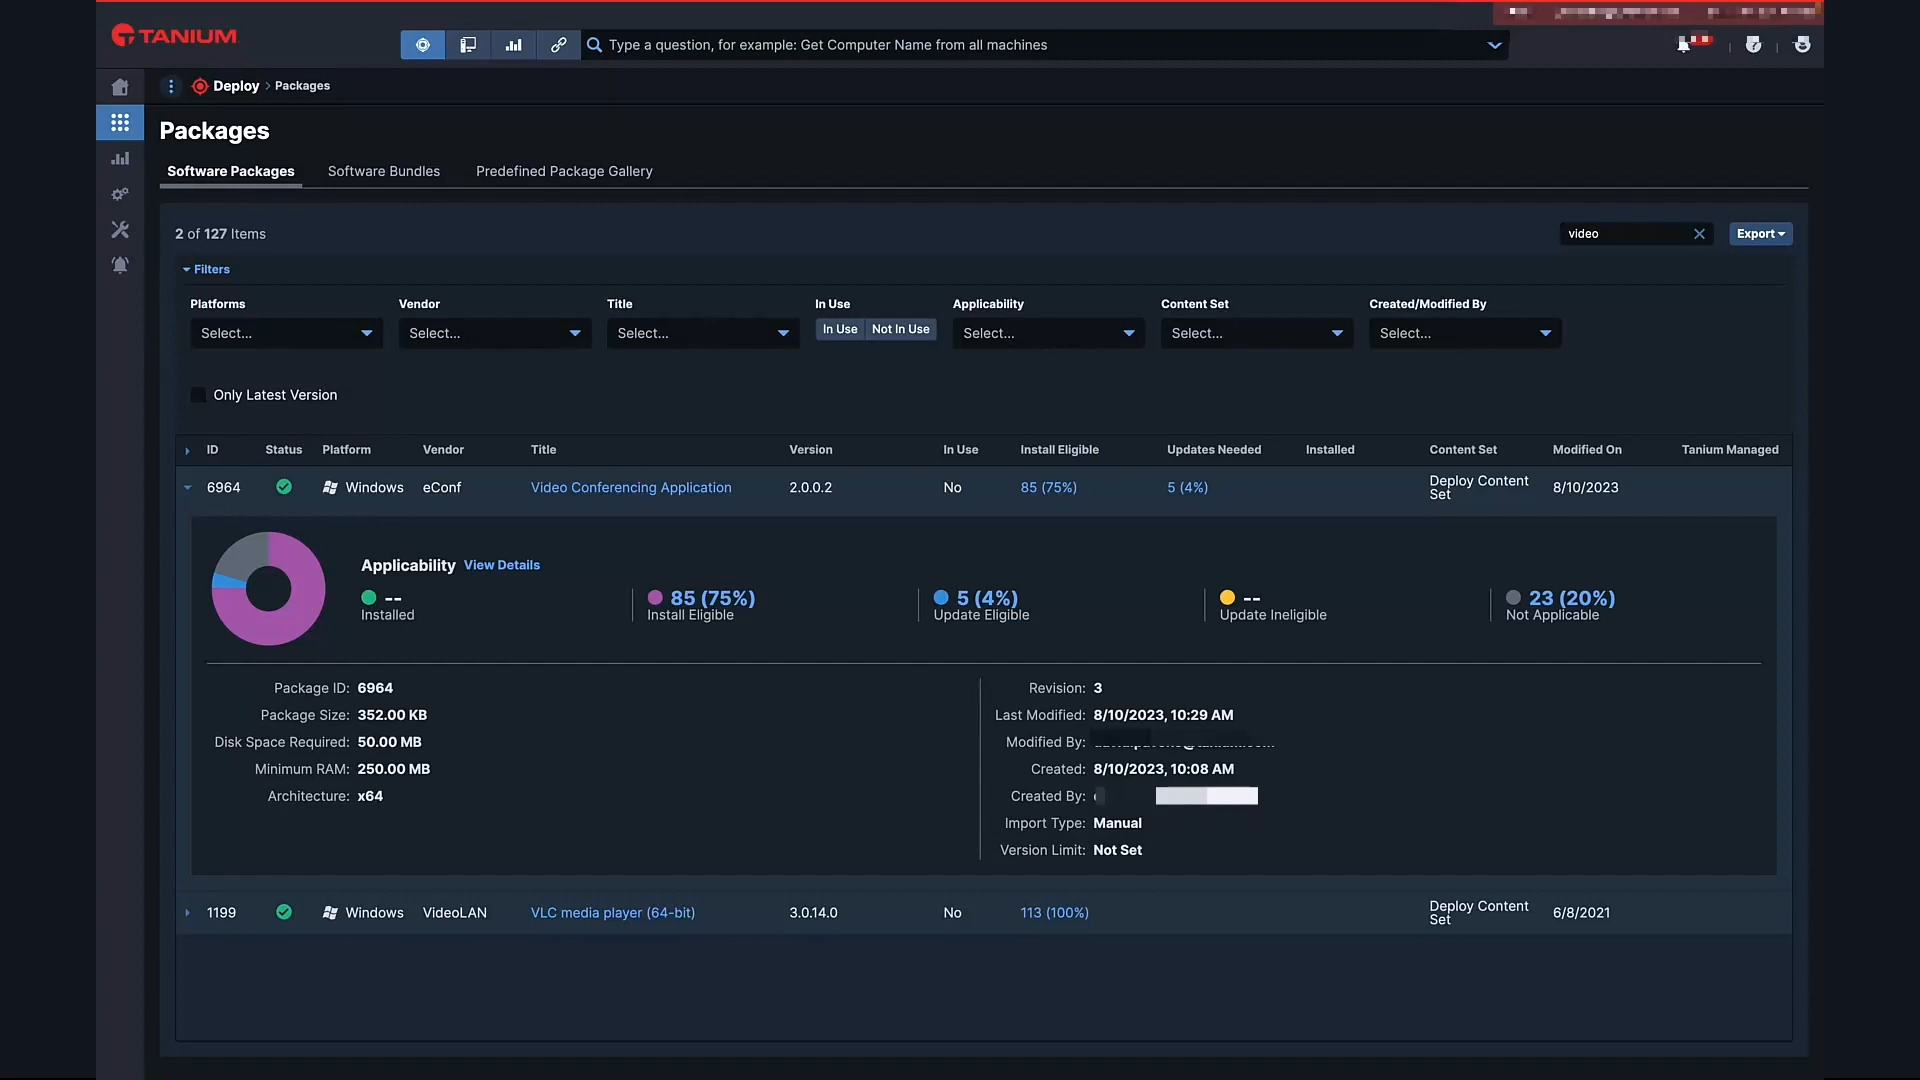 TANIUM
Type a question, for example: Get Computer Name from all machines
Deploy > Packages
Packages
Software Packages Software Bundles Predefined Package Gallery
2 of 127 Items video Export
Filters
Platforms Vendor Title In Use Applicability Content Set Created/Modified By
Select... Select... Select... In Use Not In Use Select... Select... Select...
Only Latest Version
ID Status Platform Vendor Title Version In Use Install Eligible Updates Needed Installed Content Set Modified On Tanium Managed
6964 Windows eConf Video Conferencing Application 2.0.0.2 No 85 (75%) 5 (4%) Deploy Content Set 8/10/2023
Applicability View Details
-- 85 (75%) 5 (4%) -- 23 (20%)
Installed Install Eligible Update Eligible Update Ineligible Not Applicable
Package ID: 6964
Package Size: 352.00 KB
Disk Space Required: 50.00 MB
Minimum RAM: 250.00 MB
Architecture: x64
Revision: 3
Last Modified: 8/10/2023, 10:29 AM
Modified By:
Created: 8/10/2023, 10:08 AM
Created By:
Import Type: Manual
Version Limit: Not Set
1199 Windows VideoLAN VLC media player (64-bit) 3.0.14.0 No 113 (100%) Deploy Content Set 6/8/2021